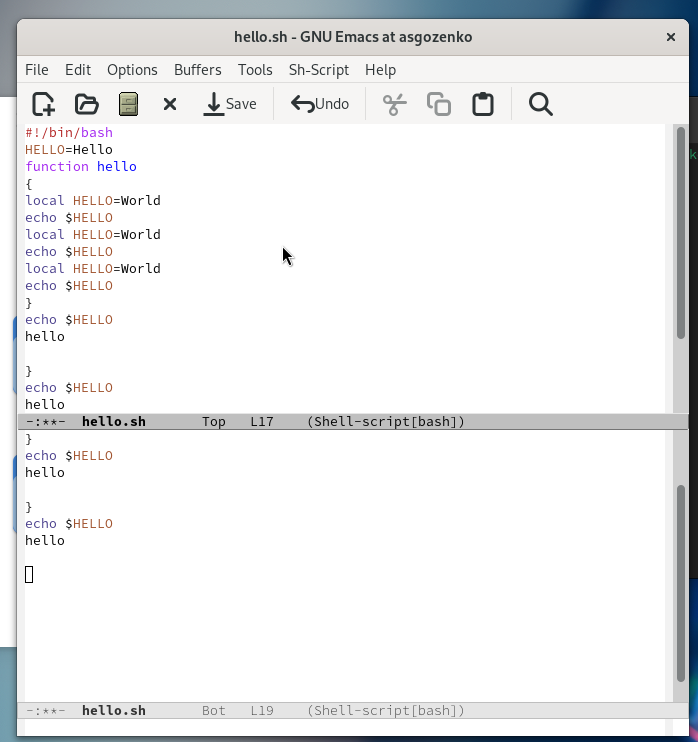 hello.sh - GNU Emacs at asgozenko
File Edit Options Buffers Tools Sh-Script Help
Save Undo
#!/bin/bash
HELLO=Hello
function hello
{
local HELLO=World
echo $HELLO
local HELLO=World
echo $HELLO
local HELLO=World
echo $HELLO
}
echo $HELLO
hello
}
echo $HELLO
hello
-:**- hello.sh Top L17 (Shell-script[bash])
}
echo $HELLO
hello
}
echo $HELLO
hello
-:**- hello.sh Bot L19 (Shell-script[bash])
k